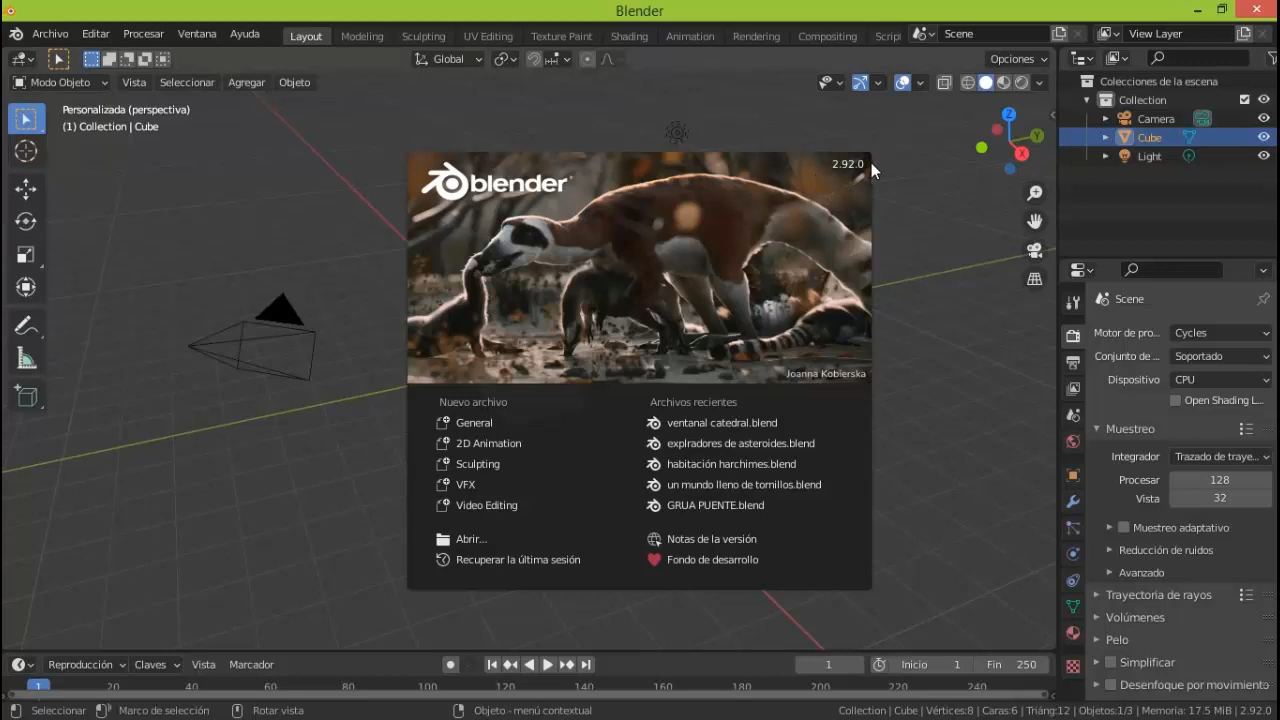 Blender
Archivo Editar Procesar Ventana Ayuda Layout Modeling Sculpting UV Editing Texture Paint Shading Animation Rendering Compositing Scrip Scene View Layer
Global Opciones
Modo Objeto Vista Seleccionar Agregar Objeto
Personalizada (perspectiva)
(1) Collection | Cube
Z
Y
X
Colecciones de la escena
Collection
Camera
Cube
Light
blender
2.92.0
Joanna Kobierska
Nuevo archivo
General
2D Animation
Sculpting
VFX
Video Editing
Abrir...
Recuperar la última sesión
Archivos recientes
ventanal catedral.blend
explradores de asteroides.blend
habitación harchimes.blend
un mundo lleno de tornillos.blend
GRUA PUENTE.blend
Notas de la versión
Fondo de desarrollo
Scene
Motor de pro... Cycles
Conjunto de ... Soportado
Dispositivo CPU
Open Shading L...
Muestreo
Integrador Trazado de traye...
Procesar 128
Vista 32
Muestreo adaptativo
Reducción de ruidos
Avanzado
Trayectoria de rayos
Volúmenes
Pelo
Simplificar
Desenfoque por movimiento
Reproducción Claves Vista Marcador 1 Inicio 1 Fin 250
1 20 40 60 80 100 120 140 160 180 200 220 240
Seleccionar Marco de selección Rotar vista Objeto - menú contextual Collection | Cube | Vértices:8 | Caras:6 | Triáng:12 | Objetos:1/3 | Memoria: 17.5 MiB | 2.92.0